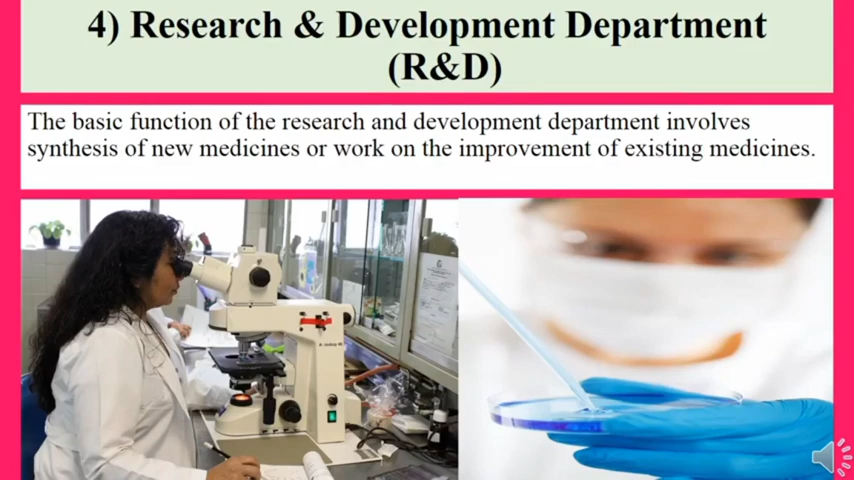 4) Research & Development Department
(R&D)
The basic function of the research and development department involves
synthesis of new medicines or work on the improvement of existing medicines.